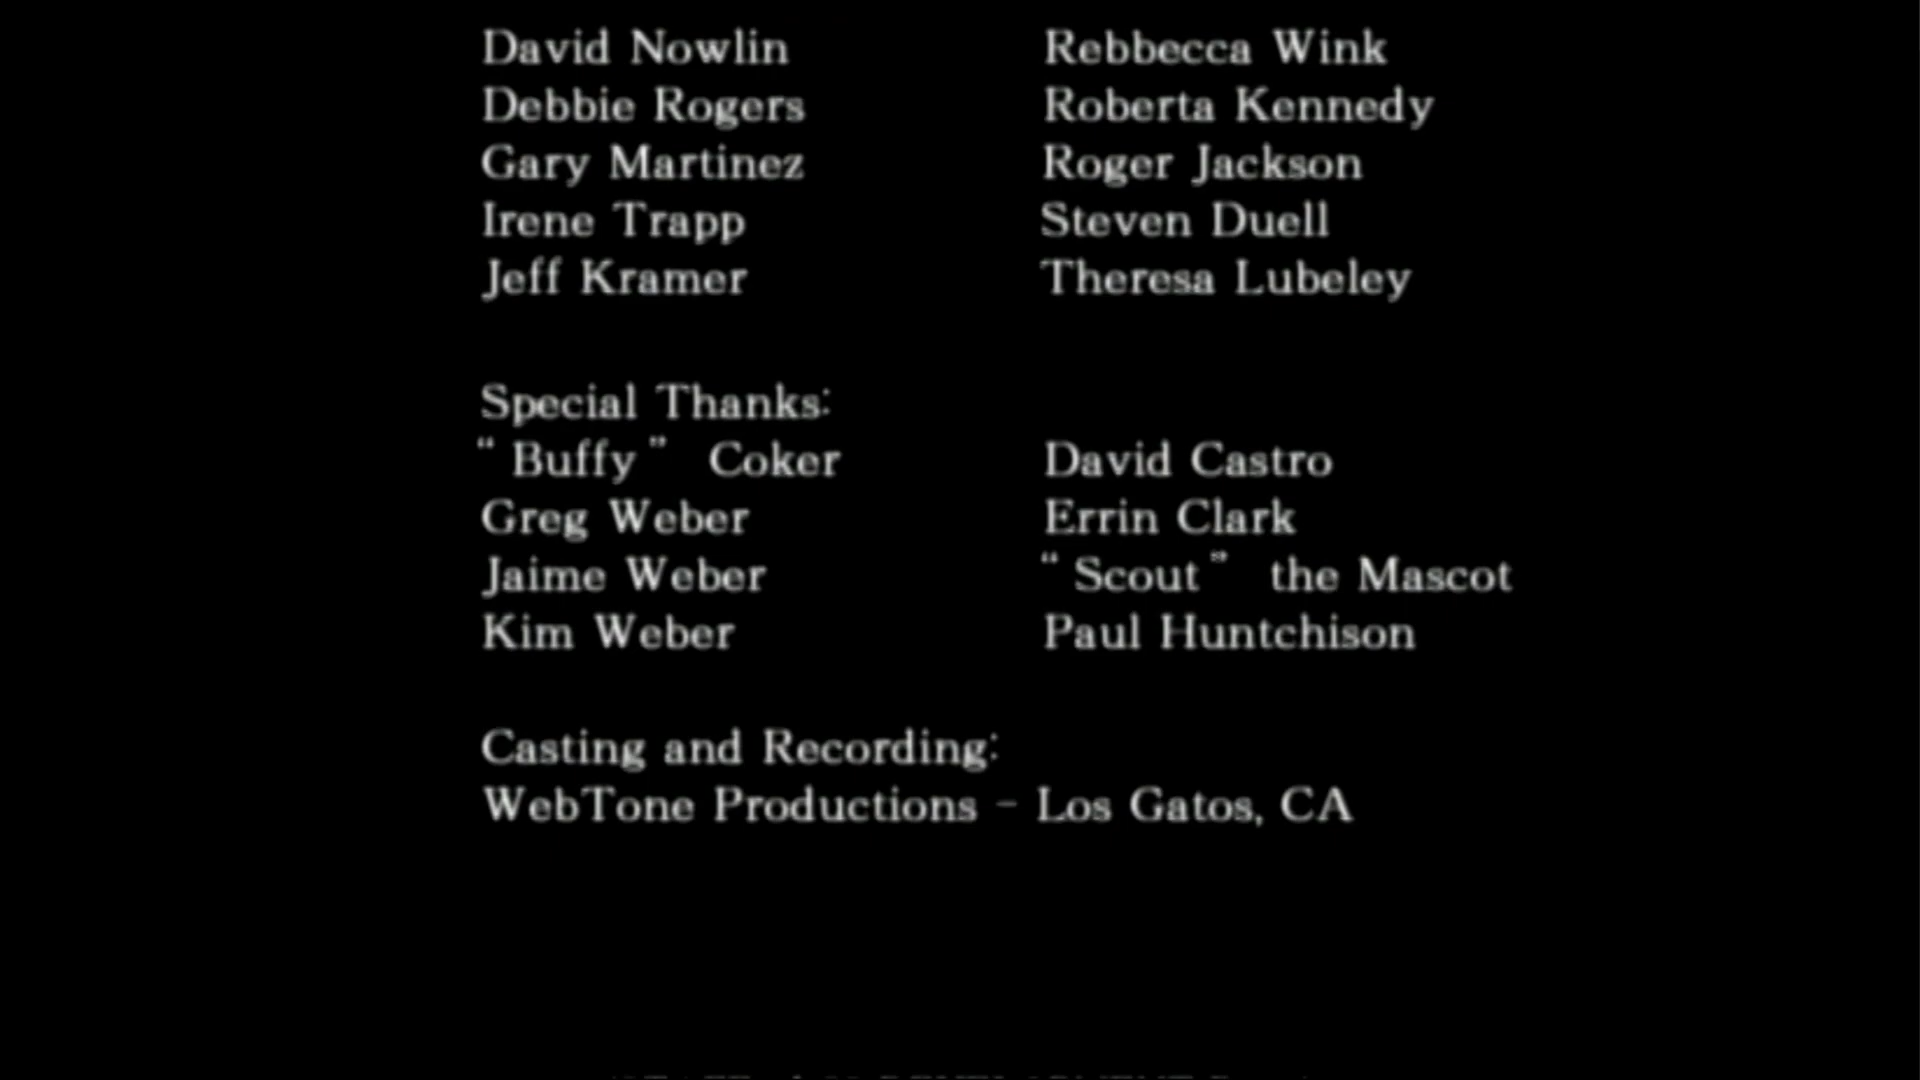 David Nowlin Rebbecca Wink
Debbie Rogers Roberta Kennedy
Gary Martinez Roger Jackson
Irene Trapp Steven Duell
Jeff Kramer Theresa Lubeley
Special Thanks:
“Buffy” Coker David Castro
Greg Weber Errin Clark
Jaime Weber “Scout” the Mascot
Kim Weber Paul Huntchison
Casting and Recording:
WebTone Productions - Los Gatos, CA